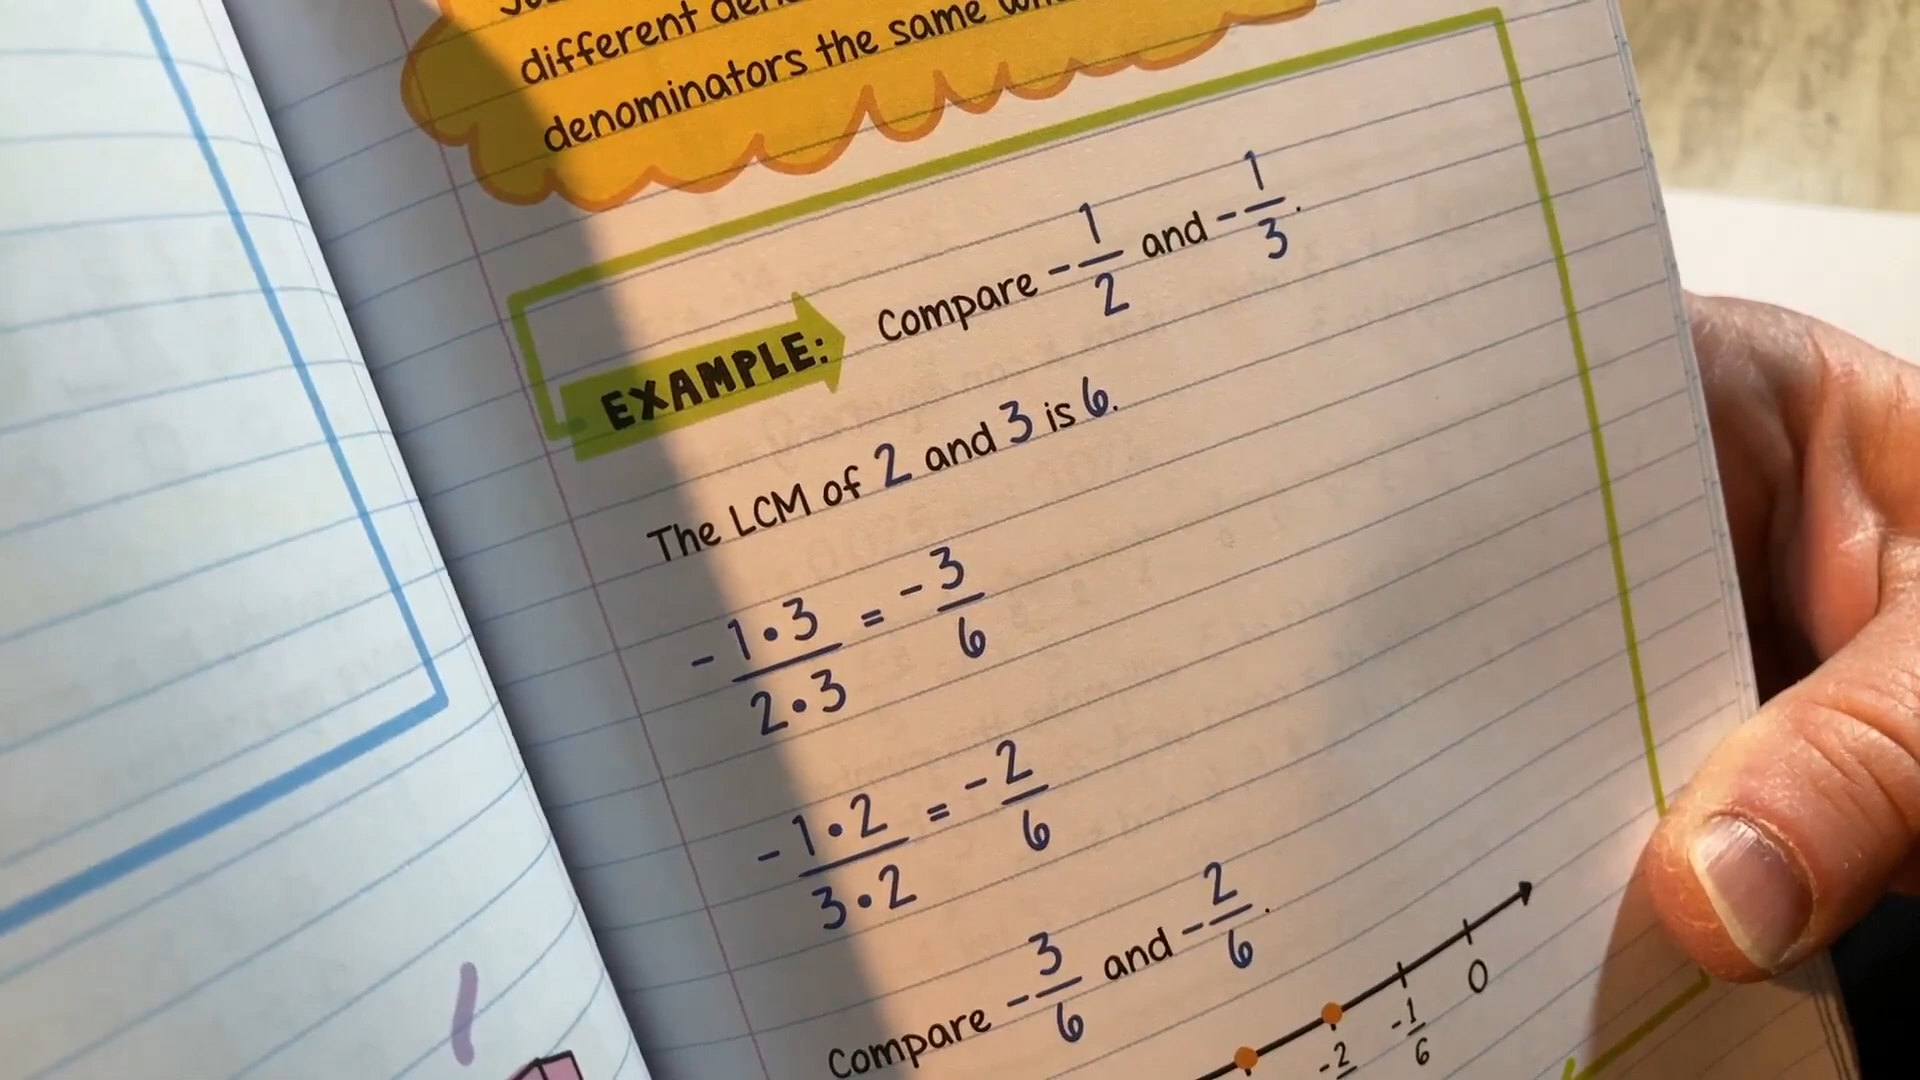 different
denominators the same
EXAMPLE: Compare -1/2 and -1/3.
The LCM of 2 and 3 is 6.
-1•3/2•3 = -3/6
-1•2/3•2 = -2/6
Compare -3/6 and -2/6.
-2 -1/6 0